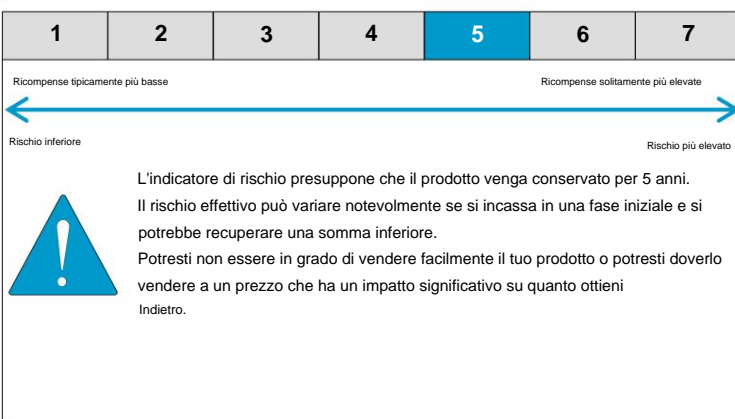 1 2 3 4 5 6 7
Ricompense tipicamente più basse Ricompense solitamente più elevate
Rischio inferiore Rischio più elevato
L'indicatore di rischio presuppone che il prodotto venga conservato per 5 anni.
Il rischio effettivo può variare notevolmente se si incassa in una fase iniziale e si
potrebbe recuperare una somma inferiore.
Potresti non essere in grado di vendere facilmente il tuo prodotto o potresti doverlo
vendere a un prezzo che ha un impatto significativo su quanto ottieni
Indietro.